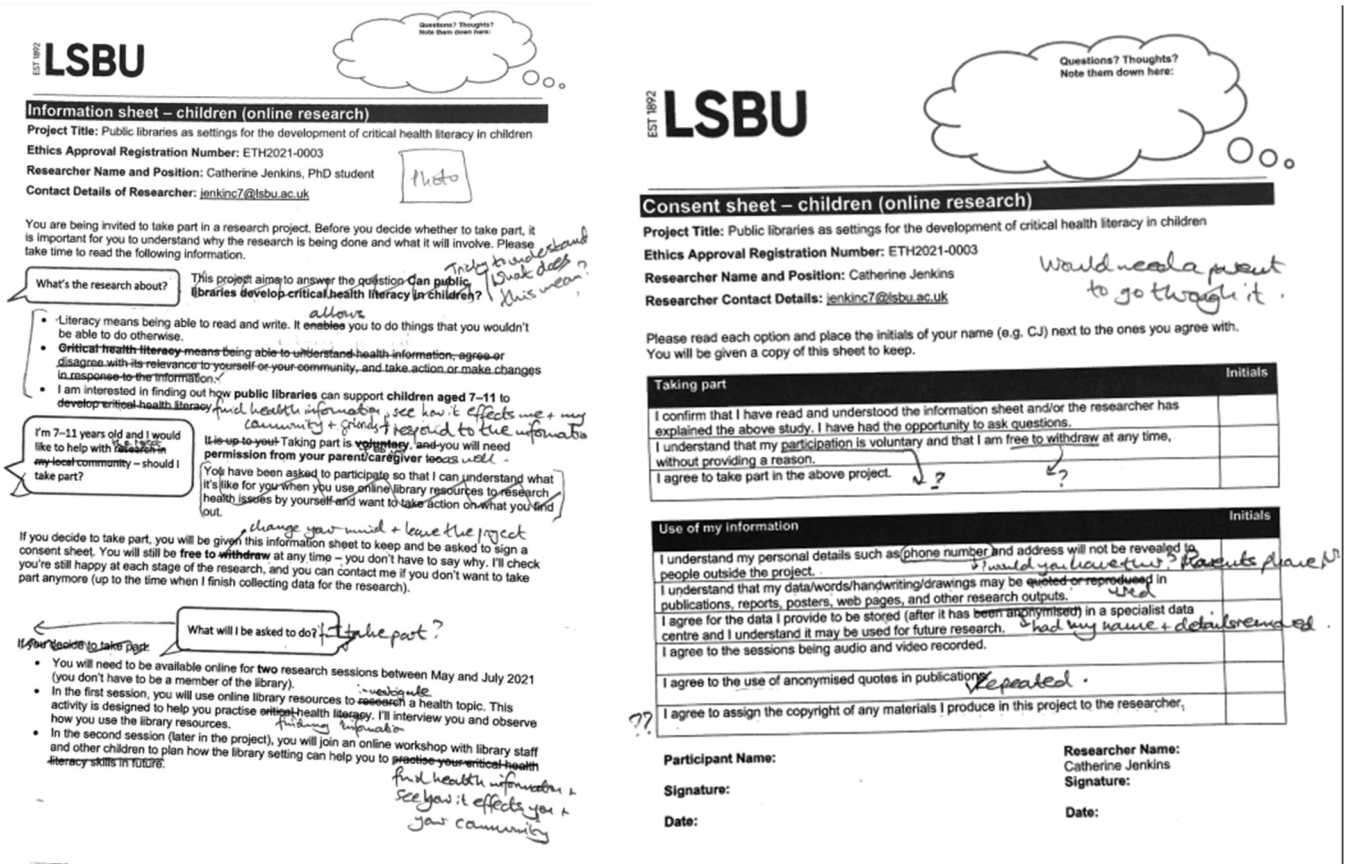 Questions? Thoughts?
Note them down here:
EST 1892
LSBU
Information sheet – children (online research)
Project Title: Public libraries as settings for the development of critical health literacy in children
Ethics Approval Registration Number: ETH2021-0003
Researcher Name and Position: Catherine Jenkins, PhD student
Photo
Contact Details of Researcher: jenkinc7@lsbu.ac.uk
You are being invited to take part in a research project. Before you decide whether to take part, it
is important for you to understand why the research is being done and what it will involve. Please
take time to read the following information.
Tricky to understand
What does
this mean?
What's the research about?
This project aims to answer the question Can public
libraries develop critical health literacy in children?
allows
Literacy means being able to read and write. It enables you to do things that you wouldn't
be able to do otherwise.
Critical health literacy means being able to understand health information, agree or
disagree with its relevance to yourself or your community, and take action or make changes
in response to the information.
I am interested in finding out how public libraries can support children aged 7–11 to
develop critical health literacy find health information, see how it effects me + my
community + friends + respond to the information
I'm 7–11 years old and I would
like to help with research in
my local community – should I
take part?
It is up to you! Taking part is voluntary, and you will need
permission from your parent/caregiver too as well.
You have been asked to participate so that I can understand what
it's like for you when you use online library resources to research
health issues by yourself and want to take action on what you find
out.
change your mind + leave the project
If you decide to take part, you will be given this information sheet to keep and be asked to sign a
consent sheet. You will still be free to withdraw at any time – you don't have to say why. I'll check
you're still happy at each stage of the research, and you can contact me if you don't want to take
part anymore (up to the time when I finish collecting data for the research).
What will I be asked to do? if I take part?
If you decide to take part:
You will need to be available online for two research sessions between May and July 2021
(you don't have to be a member of the library).
investigate
In the first session, you will use online library resources to research a health topic. This
activity is designed to help you practise critical health literacy. I'll interview you and observe
how you use the library resources.
finding information
In the second session (later in the project), you will join an online workshop with library staff
and other children to plan how the library setting can help you to practise your critical health
literacy skills in future.
find health information +
see how it effects you +
your community
Questions? Thoughts?
Note them down here:
EST 1892
LSBU
Consent sheet – children (online research)
Project Title: Public libraries as settings for the development of critical health literacy in children
Ethics Approval Registration Number: ETH2021-0003
Researcher Name and Position: Catherine Jenkins
Researcher Contact Details: jenkinc7@lsbu.ac.uk
Would need a parent
to go through it.
Please read each option and place the initials of your name (e.g. CJ) next to the ones you agree with.
You will be given a copy of this sheet to keep.
Taking part Initials
I confirm that I have read and understood the information sheet and/or the researcher has
explained the above study. I have had the opportunity to ask questions.
I understand that my participation is voluntary and that I am free to withdraw at any time,
without providing a reason.
I agree to take part in the above project.
? ?
Use of my information Initials
I understand my personal details such as phone number and address will not be revealed to
people outside the project.
would you have this? Parents phone N
I understand that my data/words/handwriting/drawings may be quoted or reproduced in
publications, reports, posters, web pages, and other research outputs.
used
I agree for the data I provide to be stored (after it has been anonymised) in a specialist data
centre and I understand it may be used for future research.
had my name + details removed.
I agree to the sessions being audio and video recorded.
I agree to the use of anonymised quotes in publications.
repeated.
?? I agree to assign the copyright of any materials I produce in this project to the researcher.
Participant Name:
Signature:
Date:
Researcher Name:
Catherine Jenkins
Signature:
Date: